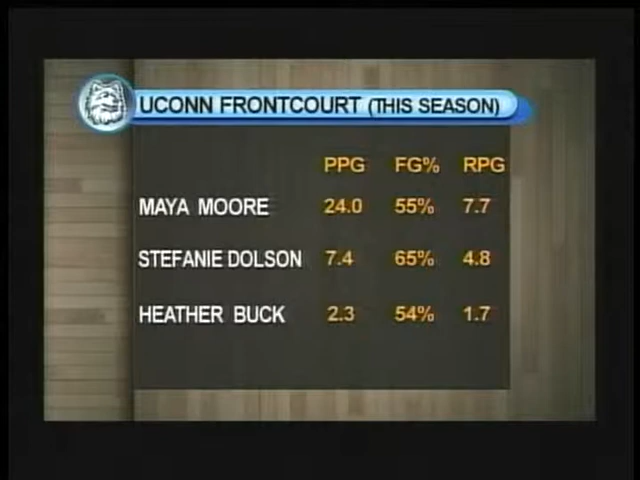 UCONN FRONTCOURT (THIS SEASON)
PPG FG% RPG
MAYA MOORE 24.0 55% 7.7
STEFANIE DOLSON 7.4 65% 4.8
HEATHER BUCK 2.3 54% 1.7